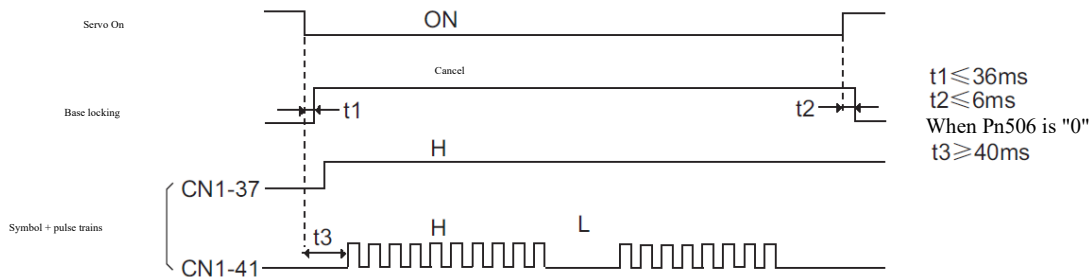 Servo On
ON
Cancel
Base locking
t1
t2
t1≤36ms
t2≤6ms
When Pn506 is "0"
t3≥40ms
H
CN1-37
Symbol + pulse trains
t3
H
L
CN1-41